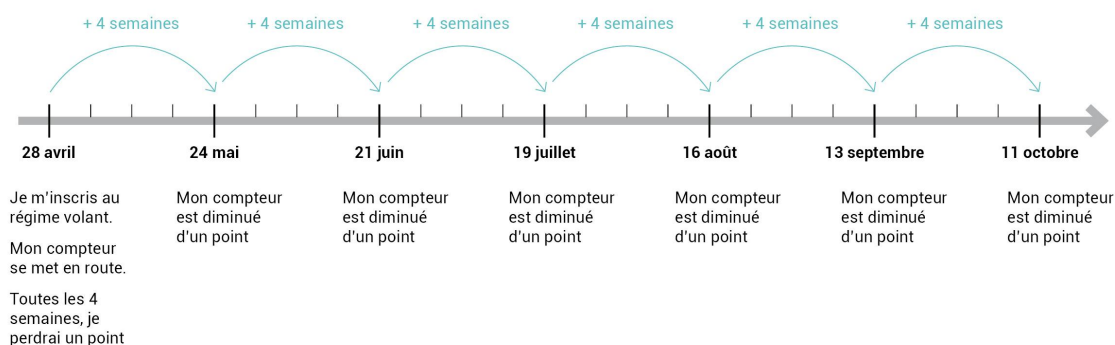 + 4 semaines
+ 4 semaines
+ 4 semaines
+ 4 semaines
+ 4 semaines
+ 4 semaines
28 avril
24 mai
21 juin
19 juillet
16 août
13 septembre
11 octobre
Je m'inscris au
régime volant.
Mon compteur
se met en route.
Toutes les 4
semaines, je
perdrai un point
Mon compteur
est diminué
d'un point
Mon compteur
est diminué
d'un point
Mon compteur
est diminué
d'un point
Mon compteur
est diminué
d'un point
Mon compteur
est diminué
d'un point
Mon compteur
est diminué
d'un point